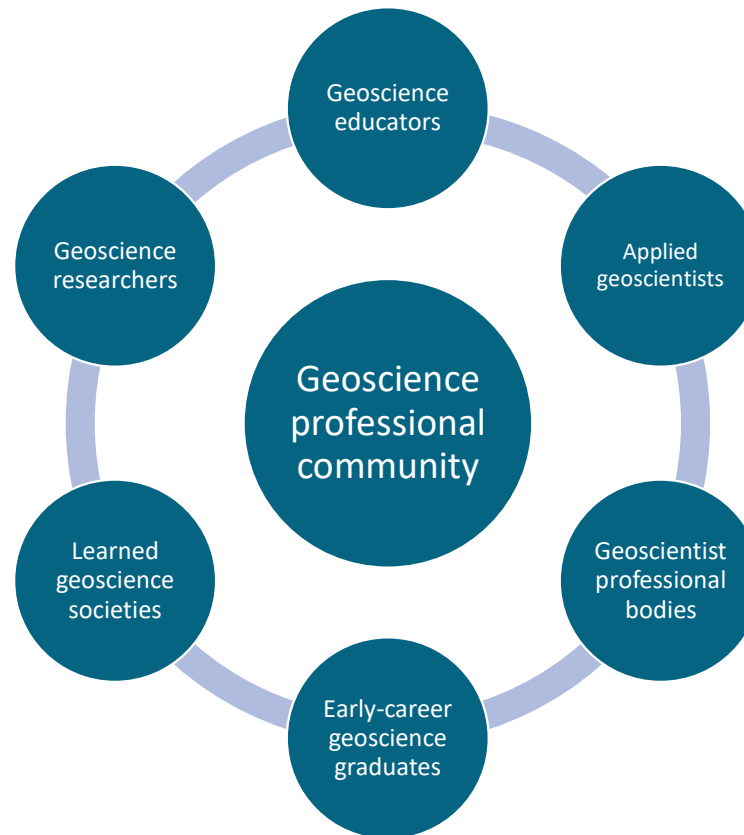 Geoscience
educators
Geoscience
researchers
Applied
geoscientists
Geoscience
professional
community
Learned
geoscience
societies
Geoscientist
professional
bodies
Early-career
geoscience
graduates